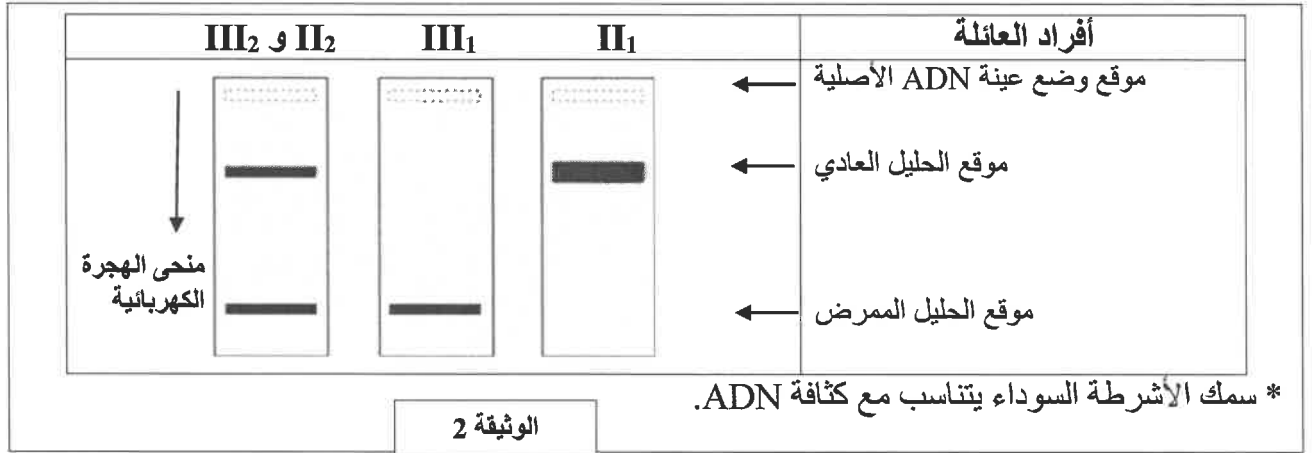 أفراد العائلة II₁ III₁ II₂ و III₂
موقع وضع عينة ADN الأصلية
موقع الحليل العادي
موقع الحليل الممرض
منحى الهجرة
الكهربائية
* سمك الأشرطة السوداء يتناسب مع كثافة ADN.
الوثيقة 2